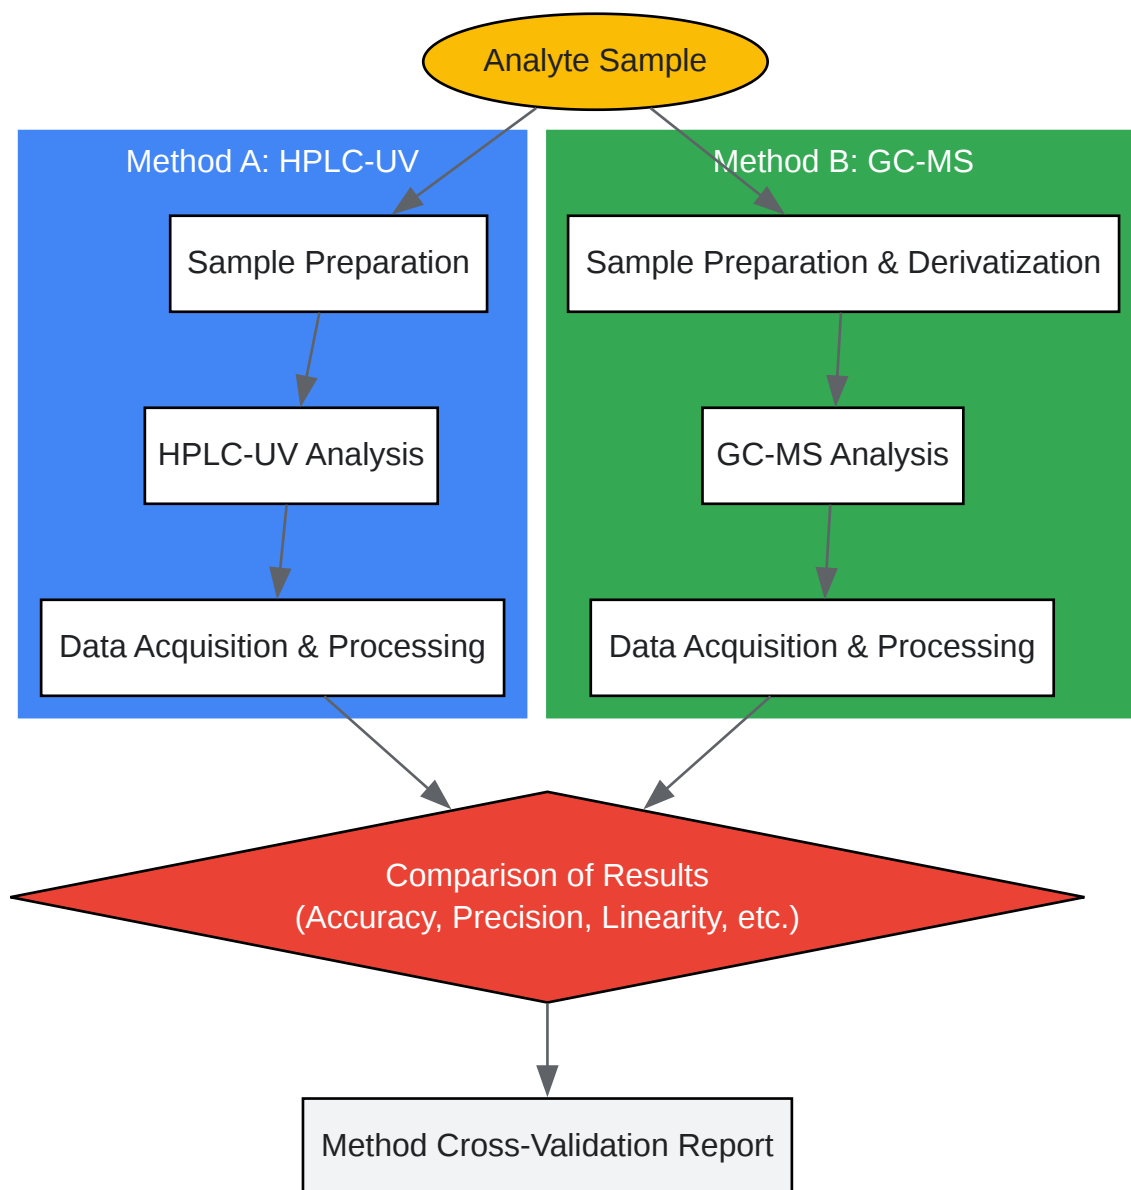 Analyte Sample
Method A: HPLC-UV
Method B: GC-MS
Sample Preparation
Sample Preparation & Derivatization
HPLC-UV Analysis
GC-MS Analysis
Data Acquisition & Processing
Data Acquisition & Processing
Comparison of Results
(Accuracy, Precision, Linearity, etc.)
Method Cross-Validation Report